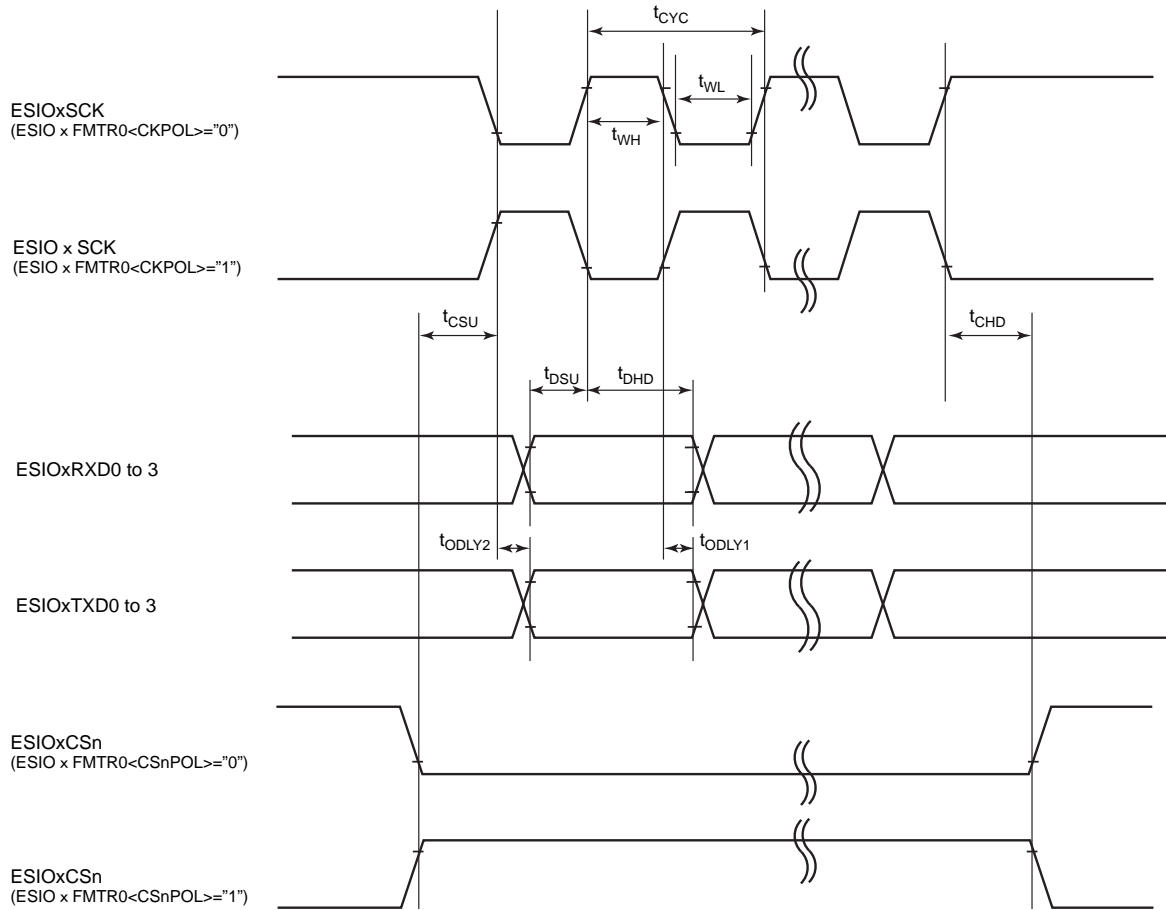 tCYC
ESIOxSCK
(ESIO x FMTR0<CKPOL>="0")
tWL
tWH
ESIO x SCK
(ESIO x FMTR0<CKPOL>="1")
tCSU
tCHD
tDSU
tDHD
ESIOxRXD0 to 3
tODLY2
tODLY1
ESIOxTXD0 to 3
ESIOxCSn
(ESIO x FMTR0<CSnPOL>="0")
ESIOxCSn
(ESIO x FMTR0<CSnPOL>="1")